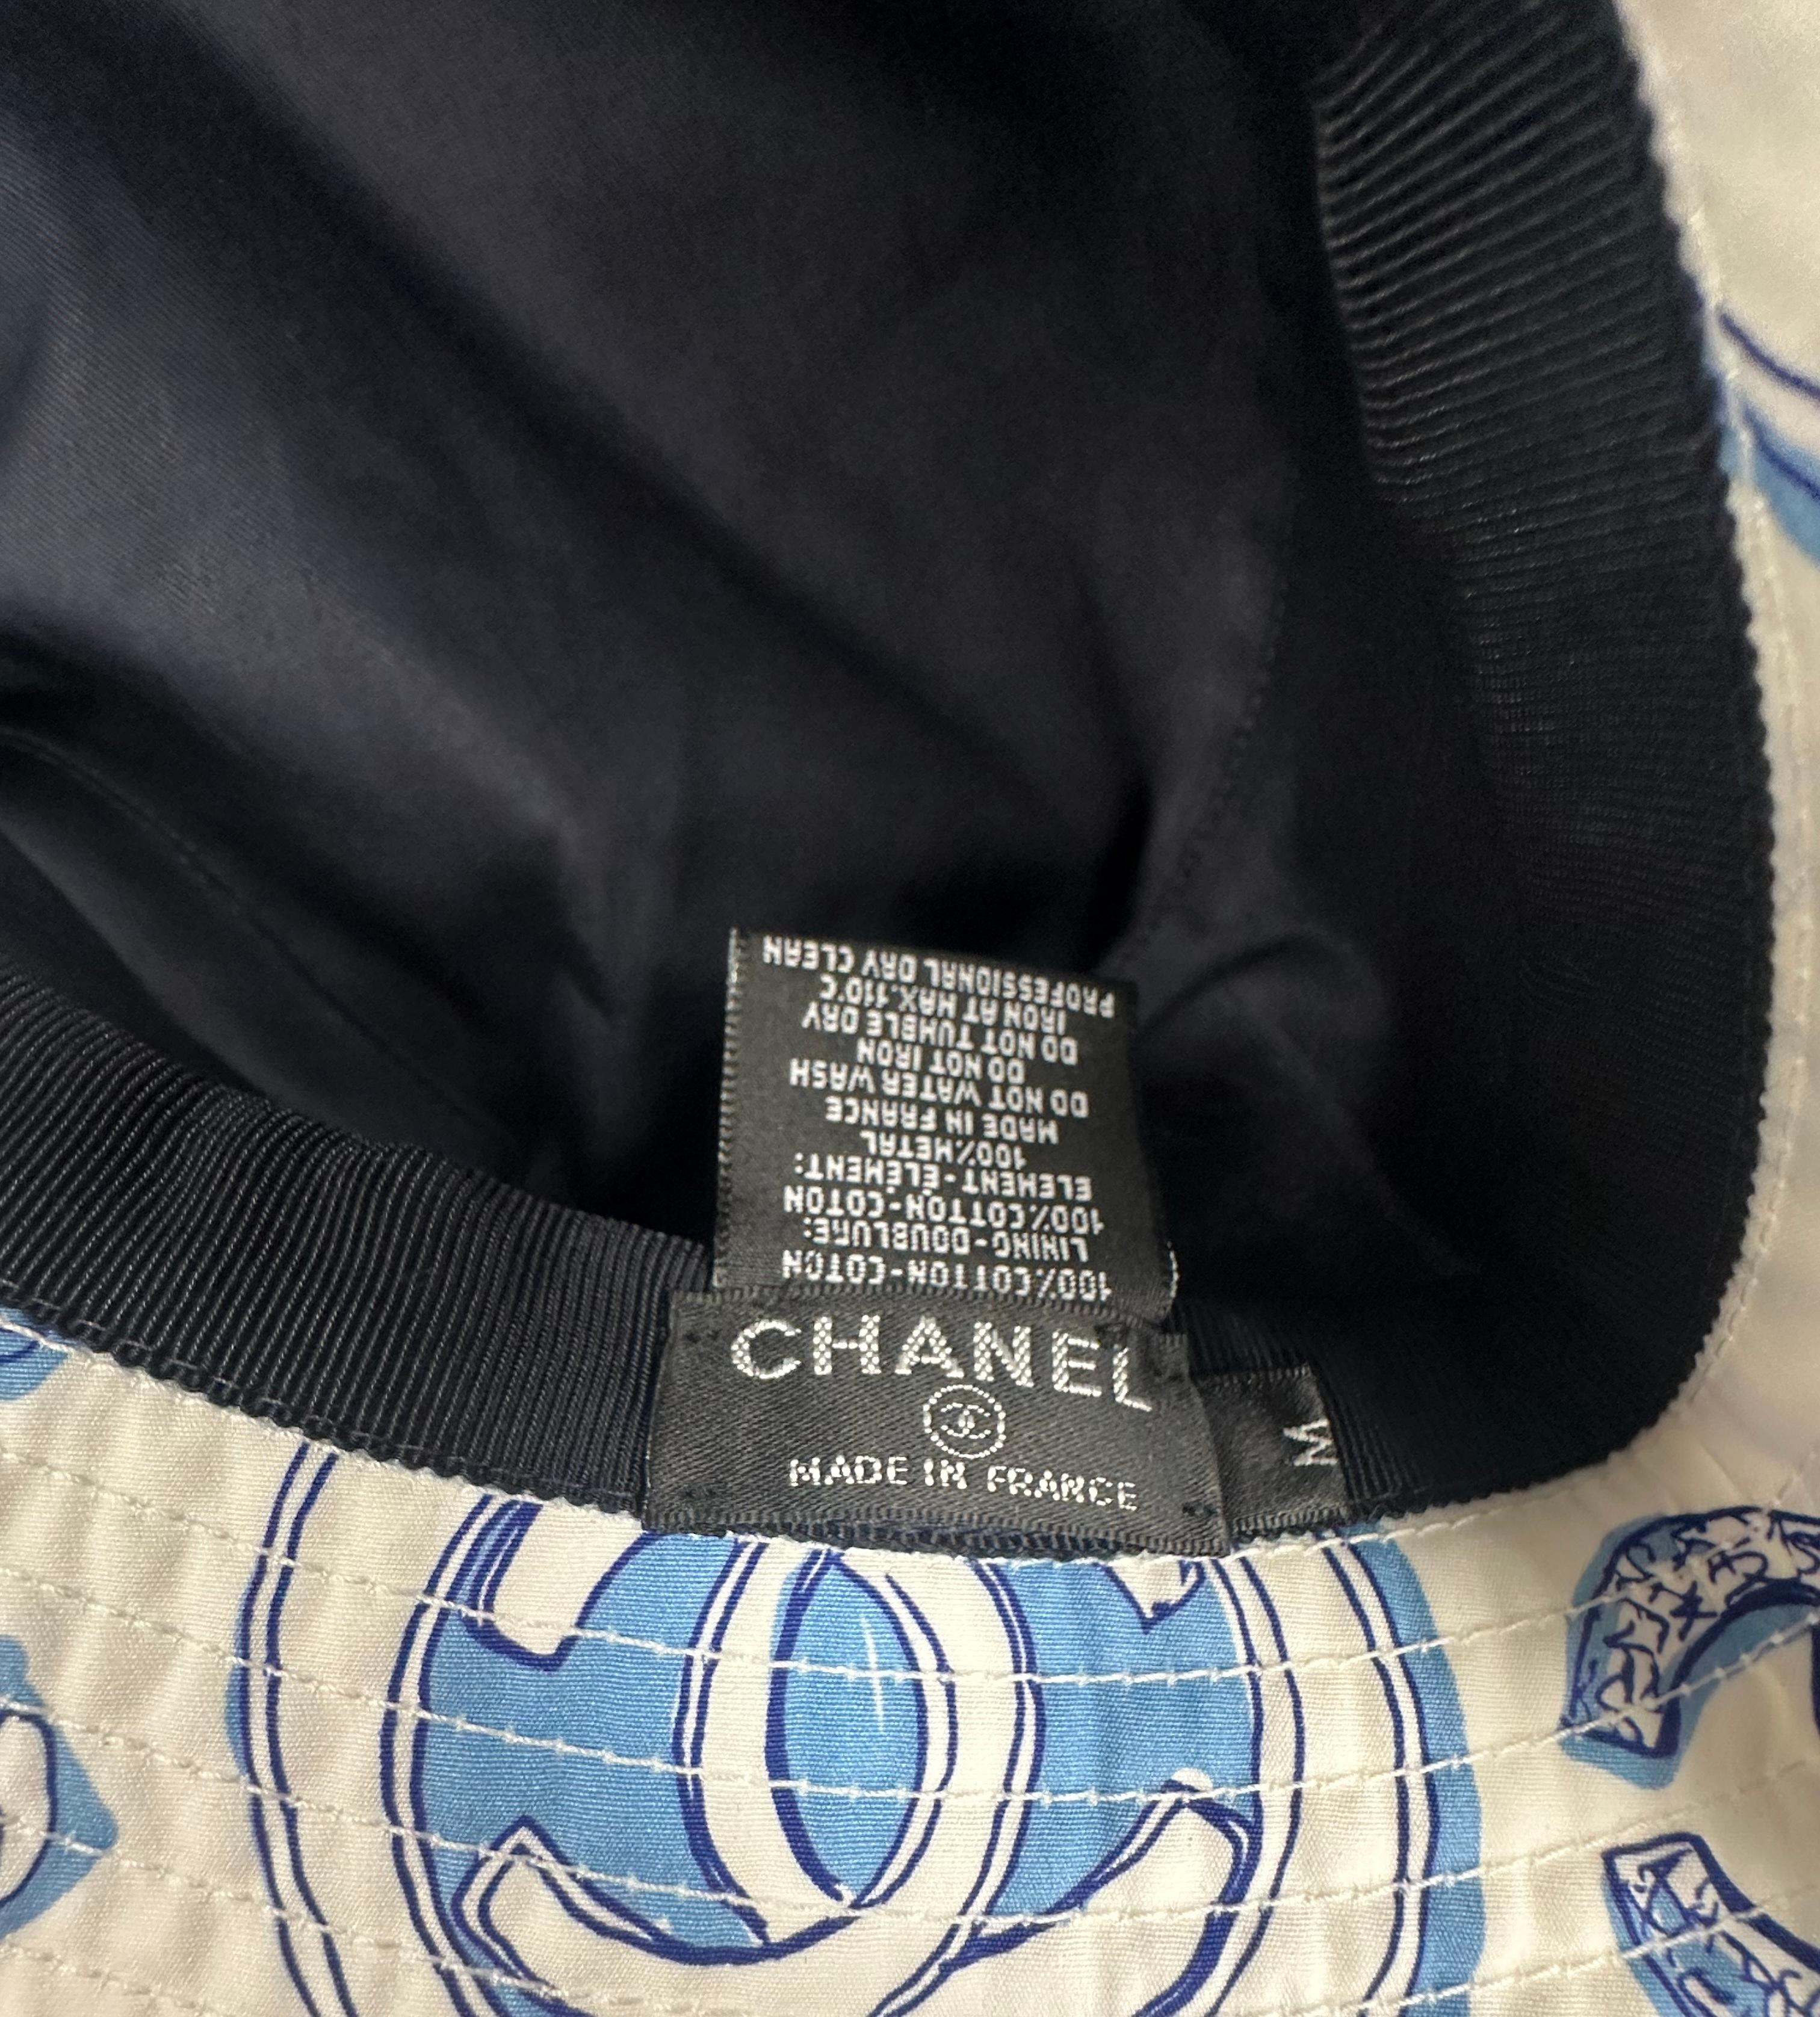 CHANEL
MADE IN FRANCE
M
100%COTTON-COTON
LINING-DOUBLURE:
100%COTTON-COTON
ELEMENT-ELEMENT:
100%METAL
MADE IN FRANCE
DO NOT WATER WASH
DO NOT IRON
DO NOT TUMBLE DRY
IRON AT MAX.110°C
PROFESSIONAL DRY CLEAN